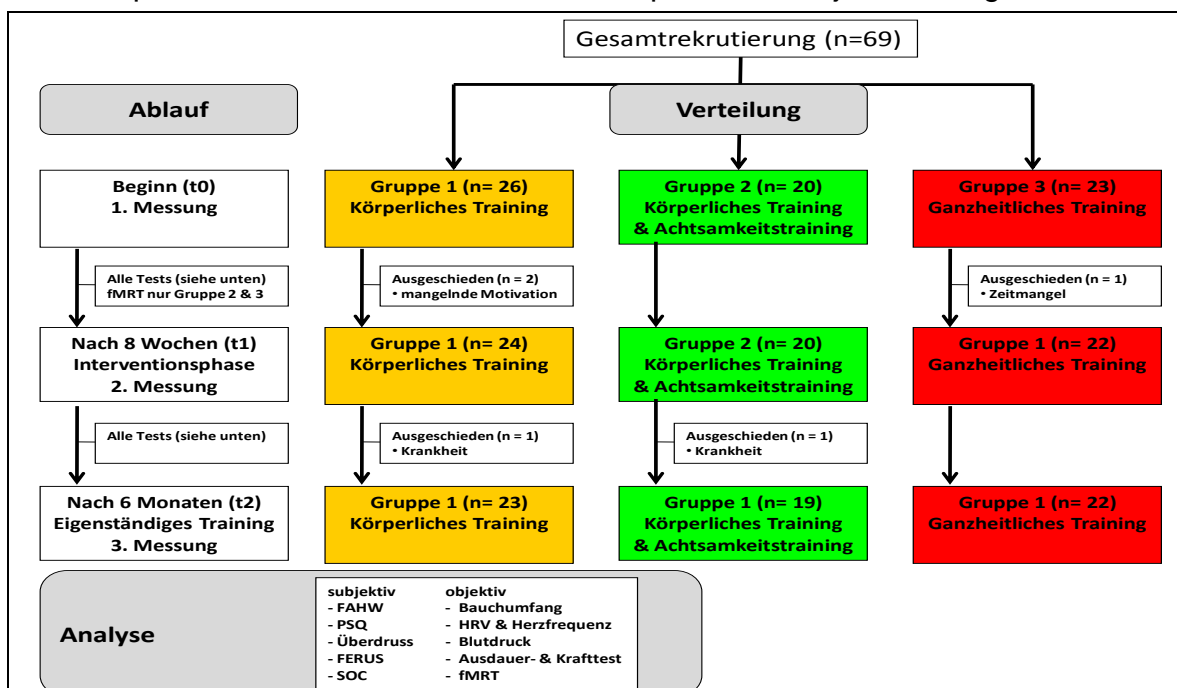 Gesamtrekrutierung (n=69)
Ablauf
Verteilung
Beginn (t0)
1. Messung
Gruppe 1 (n= 26)
Körperliches Training
Gruppe 2 (n= 20)
Körperliches Training
& Achtsamkeitstraining
Gruppe 3 (n= 23)
Ganzheitliches Training
Alle Tests (siehe unten)
fMRT nur Gruppe 2 & 3
Ausgeschieden (n = 2)
• mangelnde Motivation
Ausgeschieden (n = 1)
• Zeitmangel
Nach 8 Wochen (t1)
Interventionsphase
2. Messung
Gruppe 1 (n= 24)
Körperliches Training
Gruppe 2 (n= 20)
Körperliches Training
& Achtsamkeitstraining
Gruppe 1 (n= 22)
Ganzheitliches Training
Alle Tests (siehe unten)
Ausgeschieden (n = 1)
• Krankheit
Ausgeschieden (n = 1)
• Krankheit
Nach 6 Monaten (t2)
Eigenständiges Training
3. Messung
Gruppe 1 (n= 23)
Körperliches Training
Gruppe 1 (n= 19)
Körperliches Training
& Achtsamkeitstraining
Gruppe 1 (n= 22)
Ganzheitliches Training
Analyse
subjektiv
- FAHW
- PSQ
- Überdruss
- FERUS
- SOC
objektiv
- Bauchumfang
- HRV & Herzfrequenz
- Blutdruck
- Ausdauer- & Krafttest
- fMRT